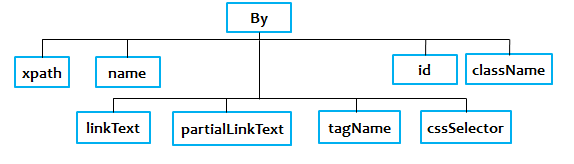 By
xpath
name
id
className
linkText
partialLinkText
tagName
cssSelector